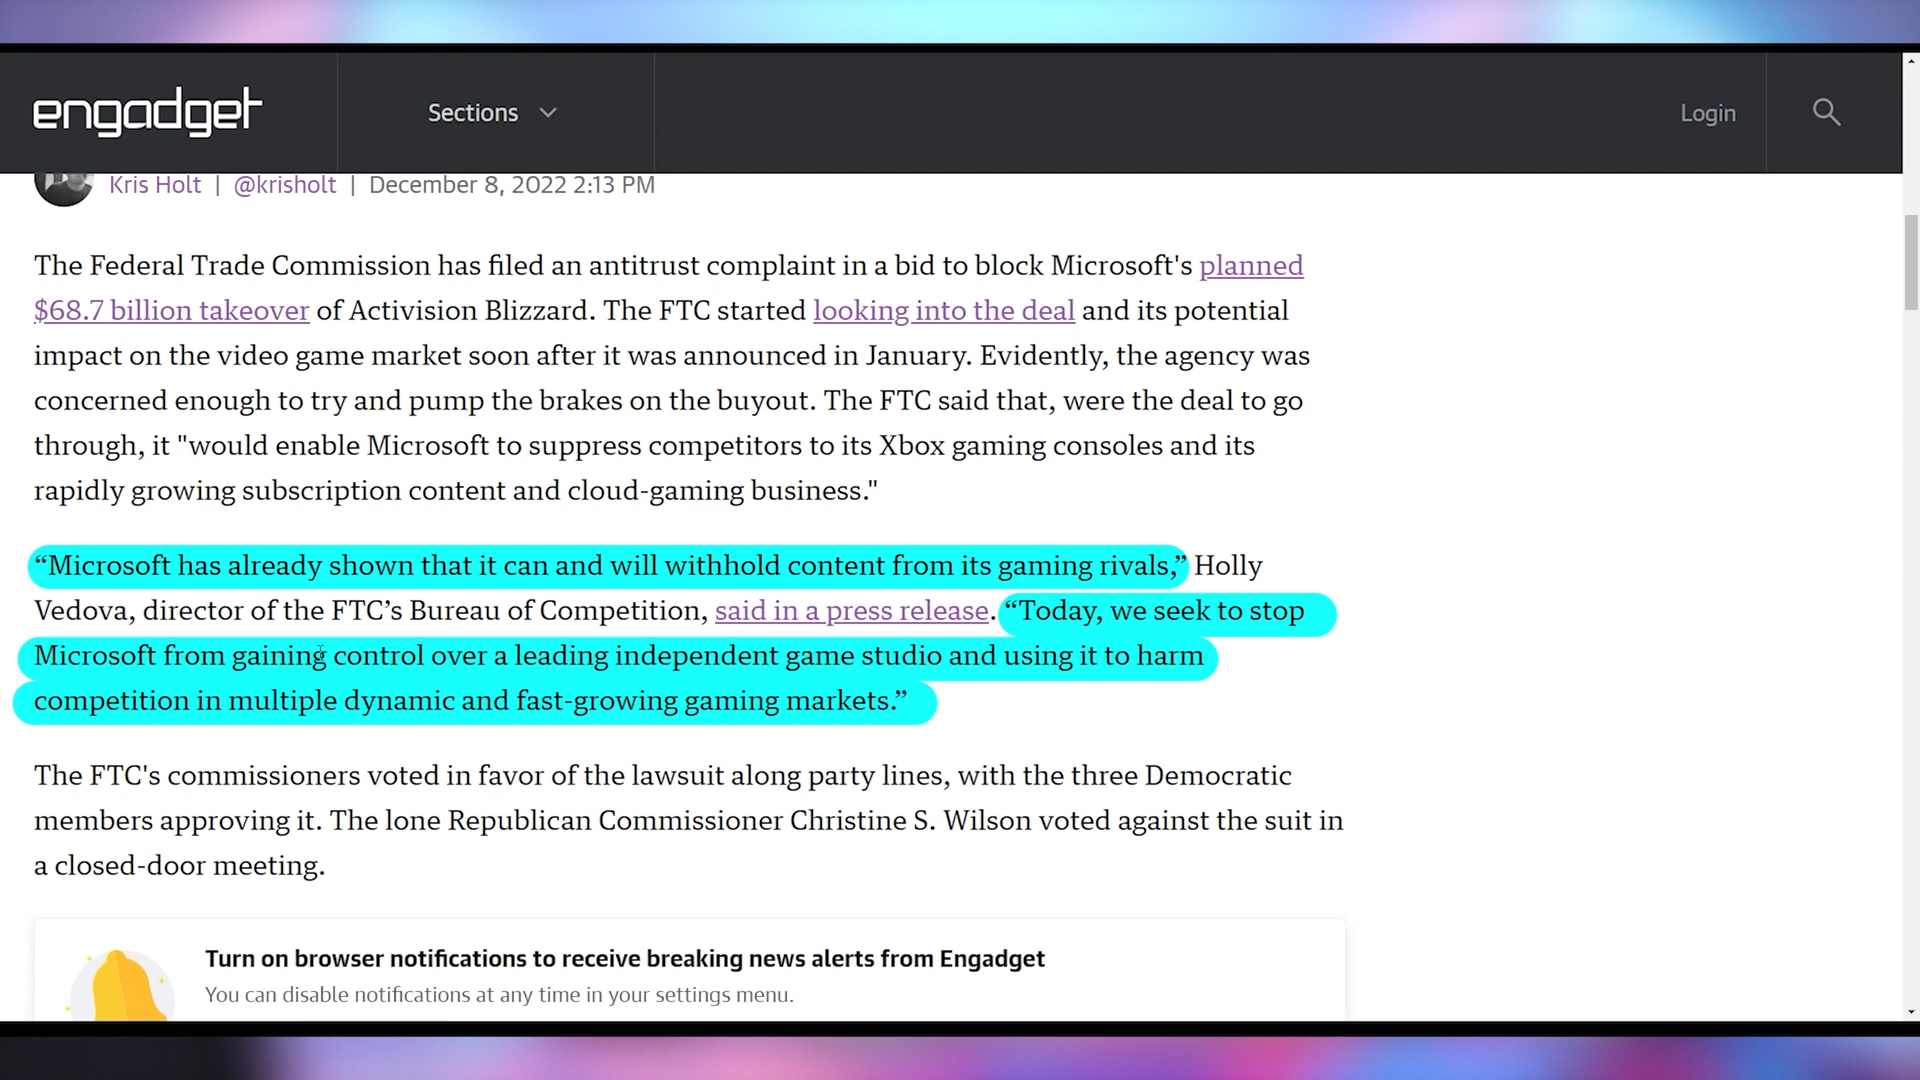 engadget
Sections
Login
Kris Holt | @krisholt | December 8, 2022 2:13 PM
The Federal Trade Commission has filed an antitrust complaint in a bid to block Microsoft's planned
$68.7 billion takeover of Activision Blizzard. The FTC started looking into the deal and its potential
impact on the video game market soon after it was announced in January. Evidently, the agency was
concerned enough to try and pump the brakes on the buyout. The FTC said that, were the deal to go
through, it "would enable Microsoft to suppress competitors to its Xbox gaming consoles and its
rapidly growing subscription content and cloud-gaming business."
“Microsoft has already shown that it can and will withhold content from its gaming rivals,” Holly
Vedova, director of the FTC’s Bureau of Competition, said in a press release. “Today, we seek to stop
Microsoft from gaining control over a leading independent game studio and using it to harm
competition in multiple dynamic and fast-growing gaming markets.”
The FTC's commissioners voted in favor of the lawsuit along party lines, with the three Democratic
members approving it. The lone Republican Commissioner Christine S. Wilson voted against the suit in
a closed-door meeting.
Turn on browser notifications to receive breaking news alerts from Engadget
You can disable notifications at any time in your settings menu.